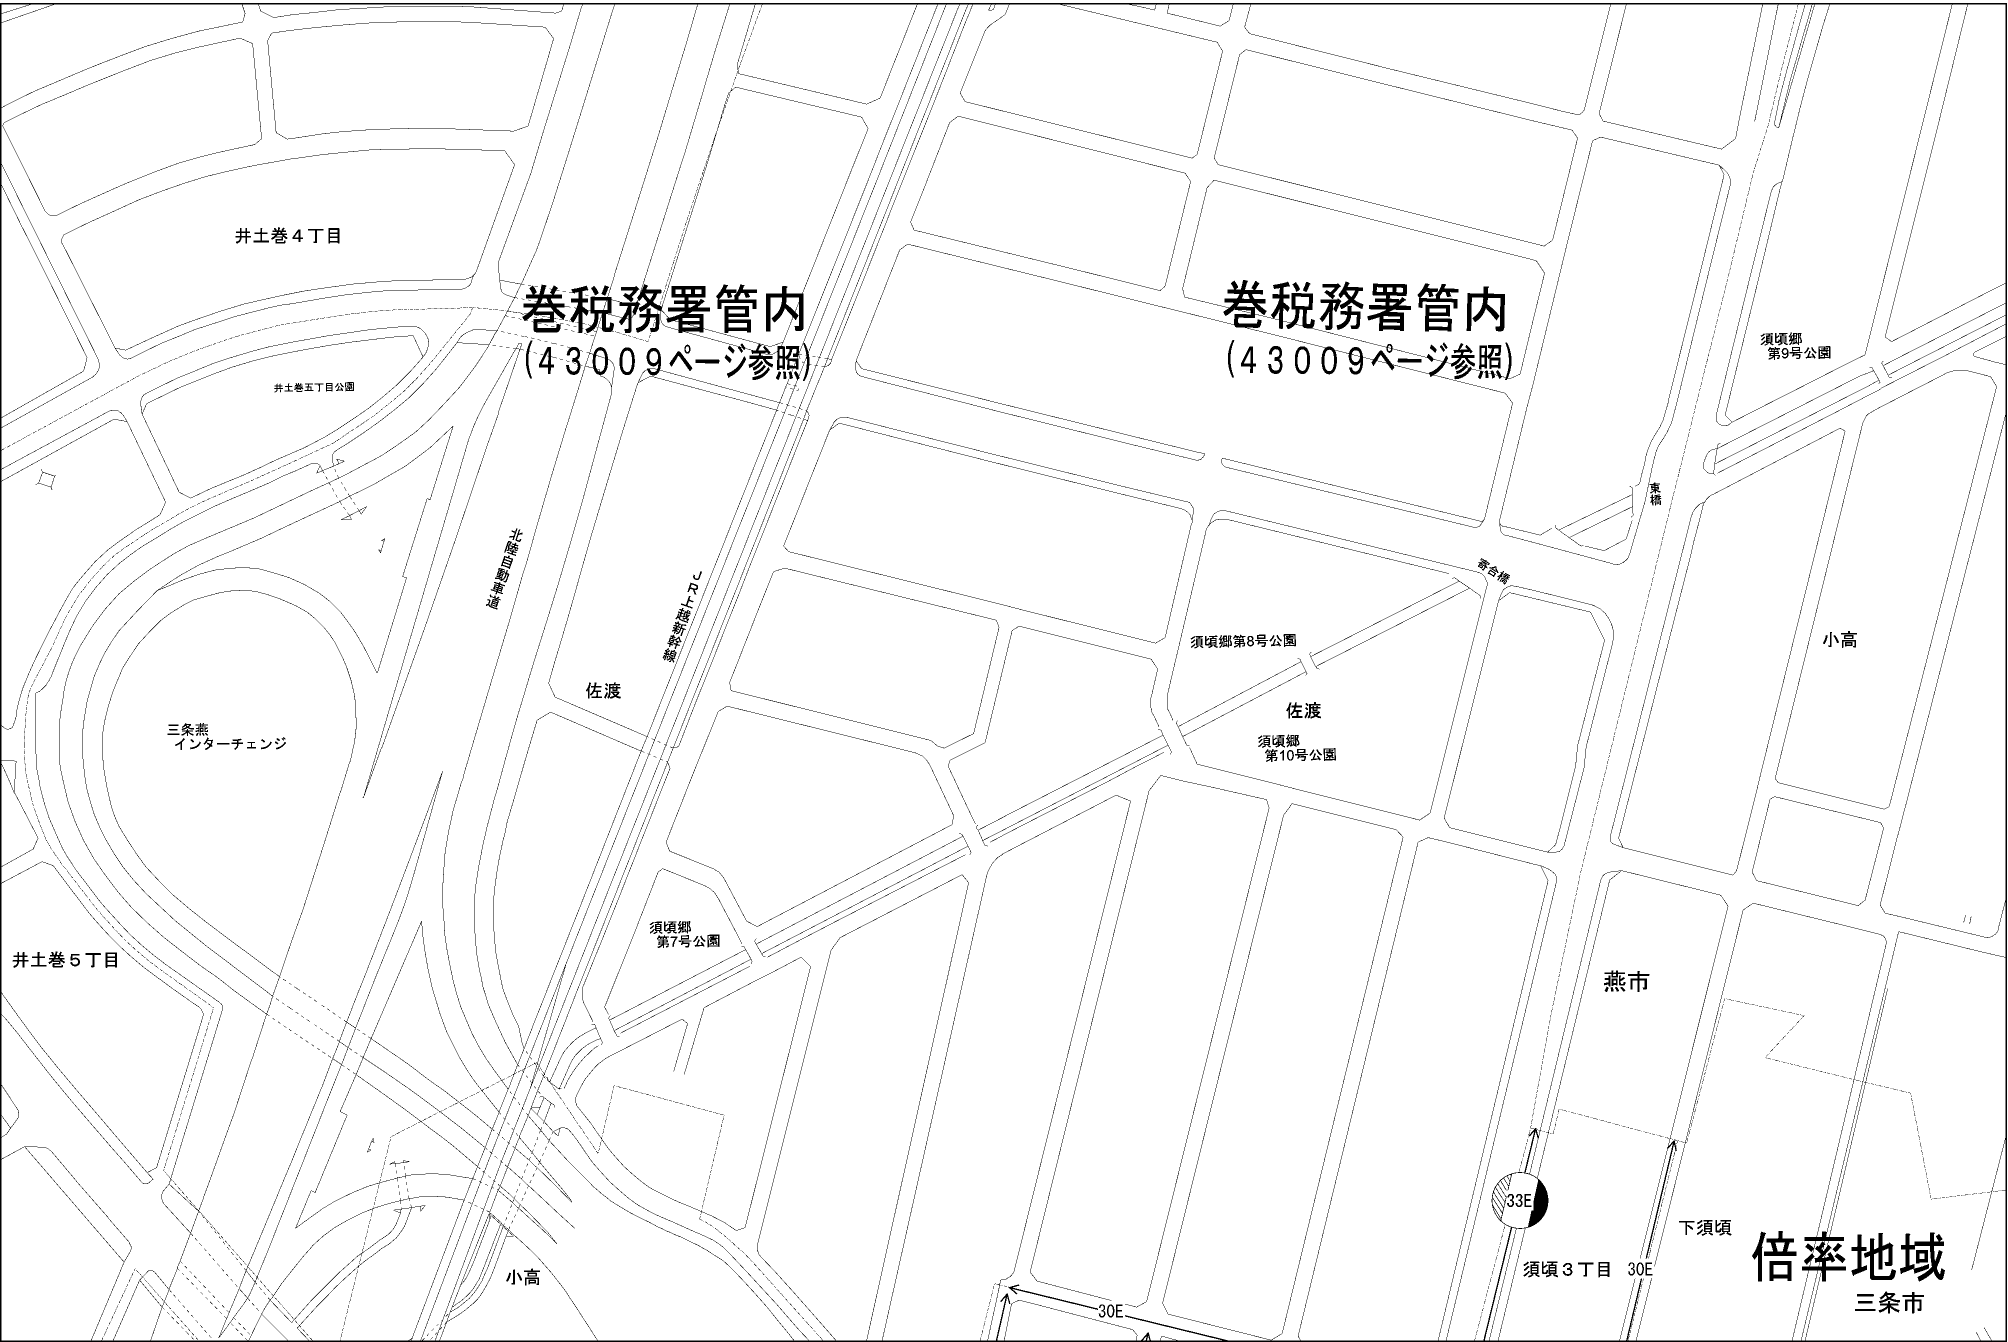 井土巻４丁目
巻税務署管内
(４３００９ページ参照)
巻税務署管内
(４３００９ページ参照)
須頃郷
第9号公園
井土巻五丁目公園
東橋
北陸自動車道
ＪＲ上越新幹線
寄合橋
須頃郷第8号公園
小高
佐渡
佐渡
三条燕
インターチェンジ
須頃郷
第10号公園
須頃郷
第7号公園
井土巻５丁目
燕市
33E
下須頃
倍率地域
須頃３丁目
30E
小高
三条市
30E